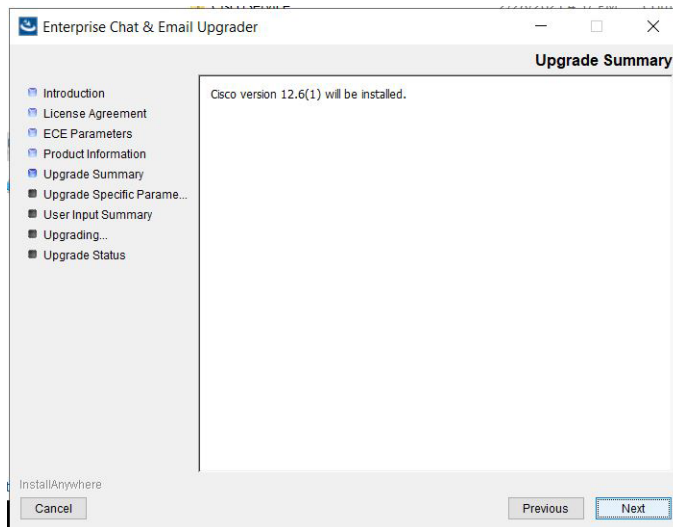 Enterprise Chat & Email Upgrader
Upgrade Summary
Introduction
License Agreement
ECE Parameters
Product Information
Upgrade Summary
Upgrade Specific Parame...
User Input Summary
Upgrading...
Upgrade Status
Cisco version 12.6(1) will be installed.
InstallAnywhere
Cancel
Previous
Next